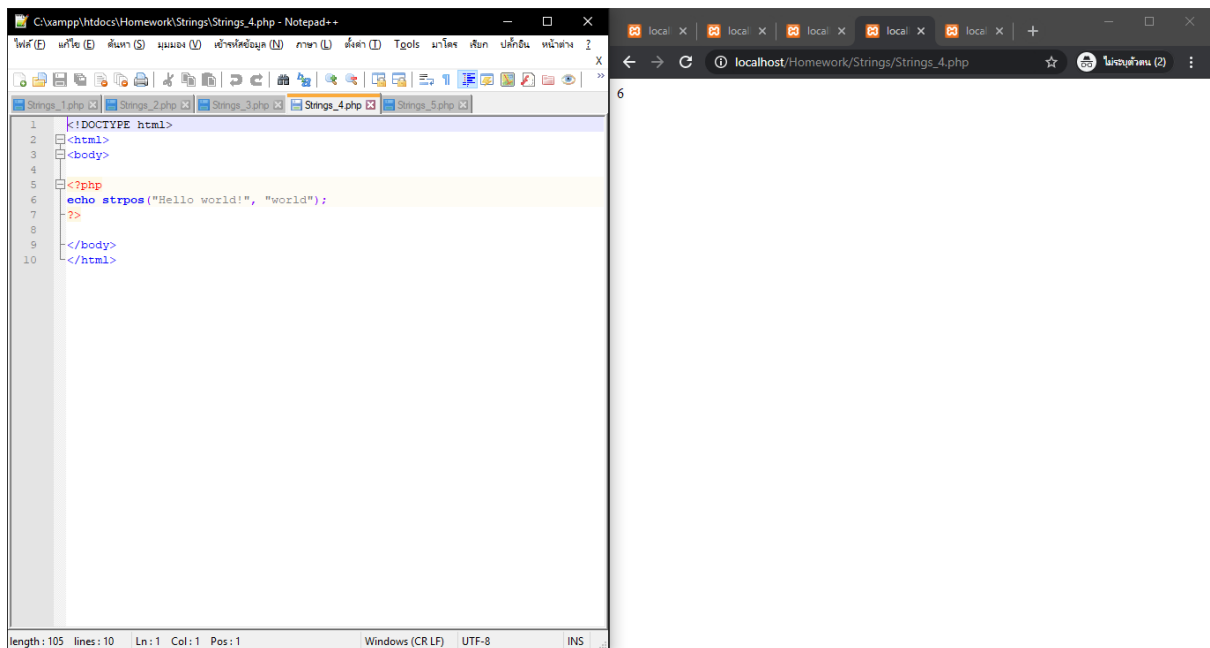 C:\xampp\htdocs\Homework\Strings\Strings_4.php - Notepad++
ไฟล์ (F) แก้ไข (E) ค้นหา (S) มุมมอง (V) เข้ารหัสข้อมูล (N) ภาษา (L) ตั้งค่า (T) Tools มาโคร เรียก ปลั๊กอิน หน้าต่าง ?
X
Strings_1.php Strings_2.php Strings_3.php Strings_4.php Strings_5.php
1 <!DOCTYPE html>
2 <html>
3 <body>
4
5 <?php
6 echo strpos("Hello world!", "world");
7 ?>
8
9 </body>
10 </html>
length : 105 lines : 10 Ln : 1 Col : 1 Pos : 1 Windows (CR LF) UTF-8 INS
local local local local local
localhost/Homework/Strings/Strings_4.php ไม่ระบุตัวตน (2)
6